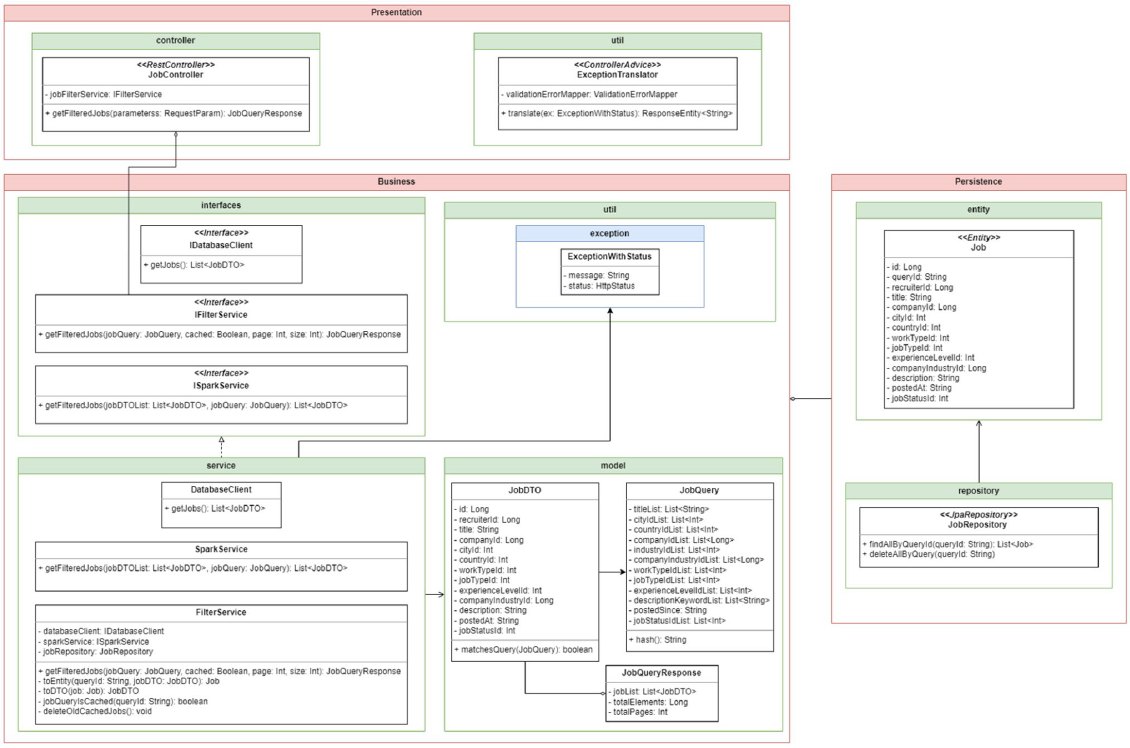 Presentation
controller
<<RestController>>
JobController
- jobFilterService: IFilterService
+ getFilteredJobs(parameterss: RequestParam): JobQueryResponse
util
<<ControllerAdvice>>
ExceptionTranslator
- validationErrorMapper: ValidationErrorMapper
+ translate(ex: ExceptionWithStatus): ResponseEntity<String>
Business
interfaces
<<Interface>>
IDatabaseClient
+ getJobs(): List<JobDTO>
<<Interface>>
IFilterService
+ getFilteredJobs(jobQuery: JobQuery, cached: Boolean, page: Int, size: Int): JobQueryResponse
<<Interface>>
ISparkService
+ getFilteredJobs(jobDTOList: List<JobDTO>, jobQuery: JobQuery): List<JobDTO>
util
exception
ExceptionWithStatus
- message: String
- status: HttpStatus
service
DatabaseClient
+ getJobs(): List<JobDTO>
SparkService
+ getFilteredJobs(jobDTOList: List<JobDTO>, jobQuery: JobQuery): List<JobDTO>
FilterService
- databaseClient: IDatabaseClient
- sparkService: ISparkService
- jobRepository: JobRepository
+ getFilteredJobs(jobQuery: JobQuery, cached: Boolean, page: Int, size: Int): JobQueryResponse
- toEntity(queryId: String, jobDTO: JobDTO): Job
- toDTO(job: Job): JobDTO
- jobQueryIsCached(queryId: String): boolean
- deleteOldCachedJobs(): void
model
JobDTO
- id: Long
- recruiterId: Long
- title: String
- companyId: Long
- cityId: Int
- countryId: Int
- workTypeId: Int
- jobTypeId: Int
- experienceLevelId: Int
- companyIndustryId: Long
- description: String
- postedAt: String
- jobStatusId: Int
+ matchesQuery(JobQuery): boolean
JobQuery
- titleList: List<String>
- cityIdList: List<Int>
- countryIdList: List<Int>
- companyIdList: List<Long>
- industryIdList: List<Int>
- companyIndustryIdList: List<Long>
- workTypeIdList: List<Int>
- jobTypeIdList: List<Int>
- experienceLevelIdList: List<Int>
- descriptionKeywordList: List<String>
- postedSince: String
- jobStatusIdList: List<Int>
+ hash(): String
JobQueryResponse
- jobList: List<JobDTO>
- totalElements: Long
- totalPages: Int
Persistence
entity
<<Entity>>
Job
- id: Long
- queryId: String
- recruiterId: Long
- title: String
- companyId: Long
- cityId: Int
- countryId: Int
- workTypeId: Int
- jobTypeId: Int
- experienceLevelId: Int
- companyIndustryId: Long
- description: String
- postedAt: String
- jobStatusId: Int
repository
<<JpaRepository>>
JobRepository
+ findAllByQueryId(queryId: String): List<Job>
+ deleteAllByQuery(queryId: String)